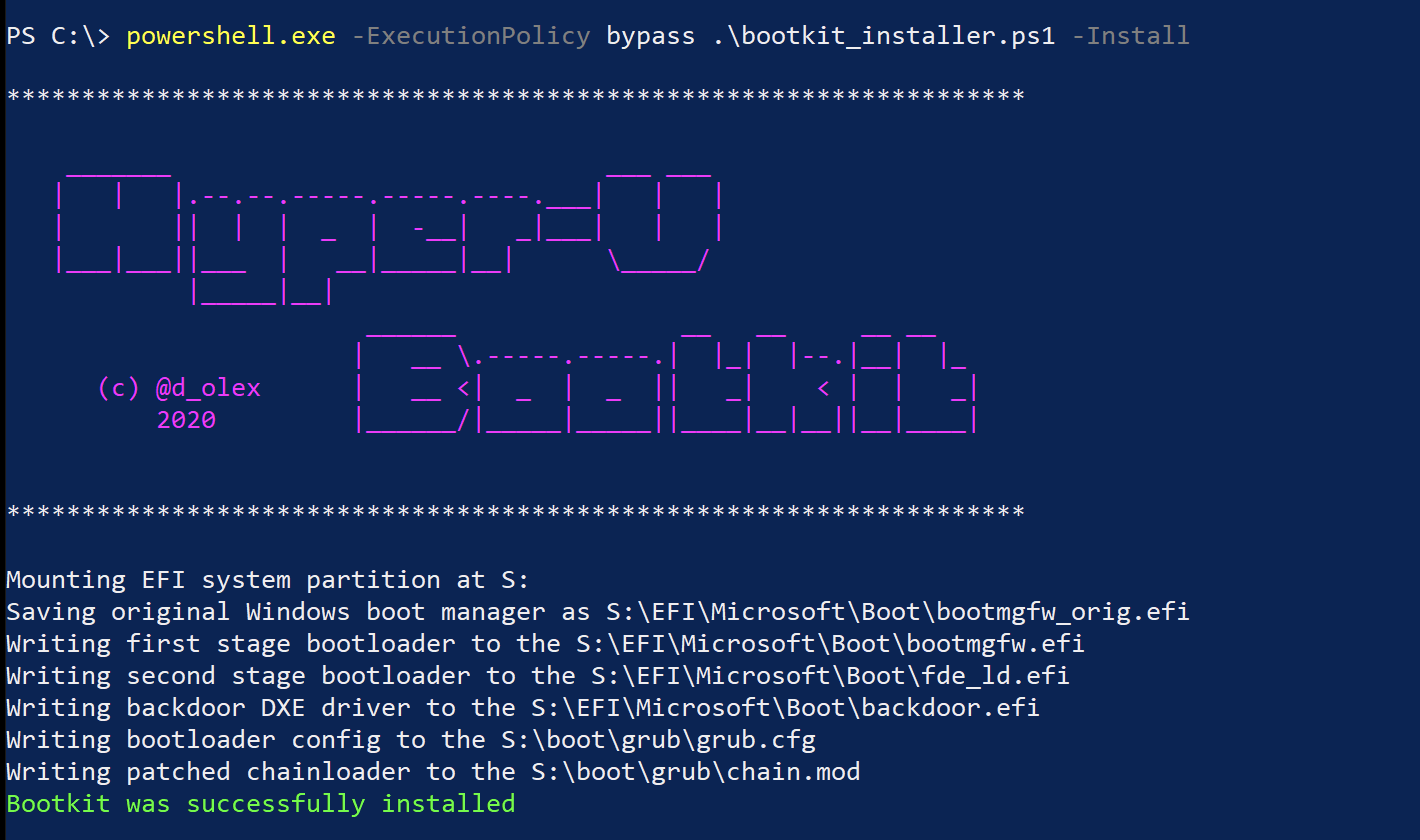 PS C:\> powershell.exe -ExecutionPolicy bypass .\bootkit_installer.ps1 -Install
********************************************************************
Hyper-V
Bootkit
(c) @d_olex
2020
********************************************************************
Mounting EFI system partition at S:
Saving original Windows boot manager as S:\EFI\Microsoft\Boot\bootmgfw_orig.efi
Writing first stage bootloader to the S:\EFI\Microsoft\Boot\bootmgfw.efi
Writing second stage bootloader to the S:\EFI\Microsoft\Boot\fde_ld.efi
Writing backdoor DXE driver to the S:\EFI\Microsoft\Boot\backdoor.efi
Writing bootloader config to the S:\boot\grub\grub.cfg
Writing patched chainloader to the S:\boot\grub\chain.mod
Bootkit was successfully installed